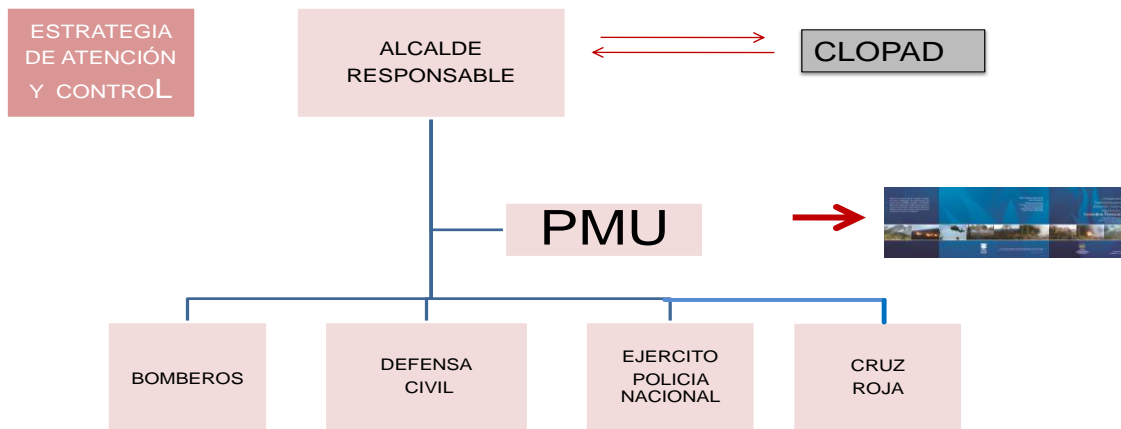 ESTRATEGIA
DE ATENCIÓN
Y CONTROL
ALCALDE
RESPONSABLE
CLOPAD
PMU
BOMBEROS
DEFENSA
CIVIL
EJERCITO
POLICIA
NACIONAL
CRUZ
ROJA